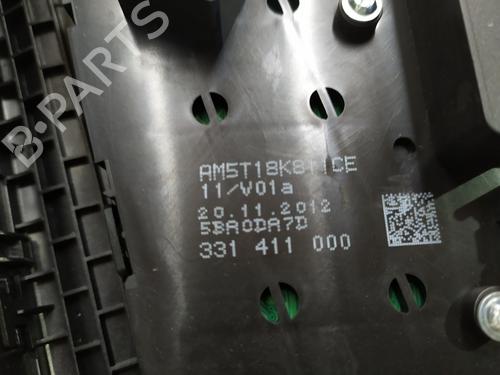 B-PARTS
AM5T18K811CE
11/V01a
20.11.2012
5BA0DA7D
331 411 000